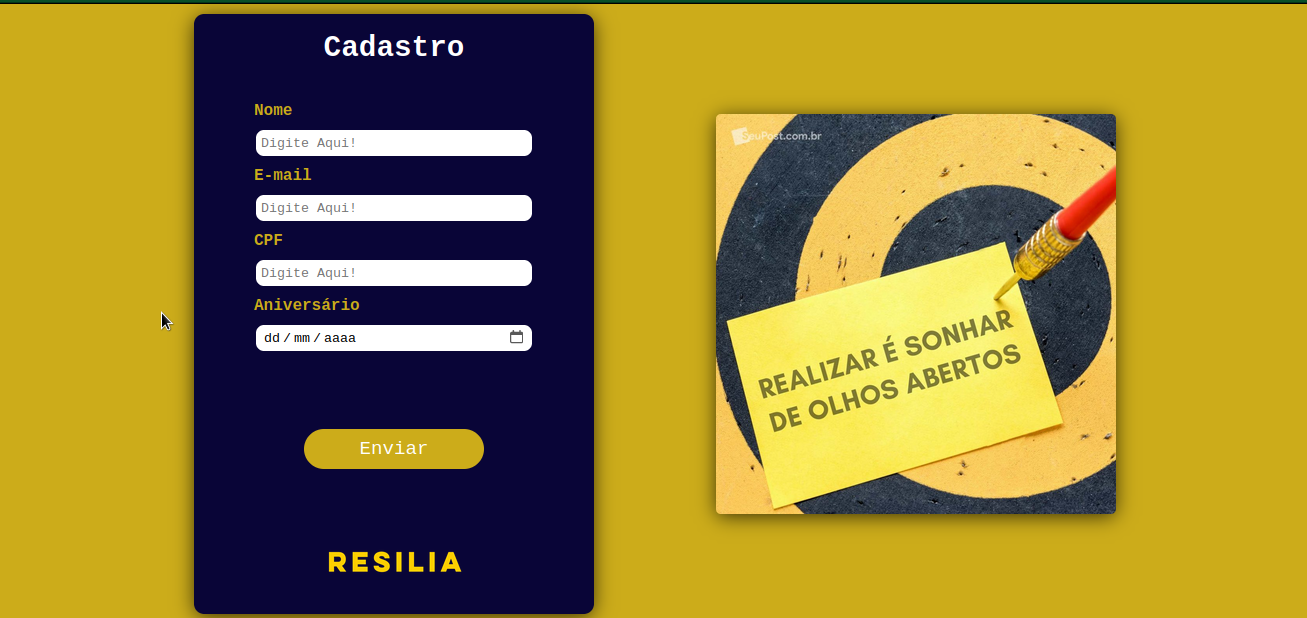 Cadastro
Nome
Digite Aqui!
E-mail
Digite Aqui!
CPF
Digite Aqui!
Aniversário
dd/mm/aaaa
Enviar
RESILIA
SeuPost.com.br
REALIZAR É SONHAR
DE OLHOS ABERTOS